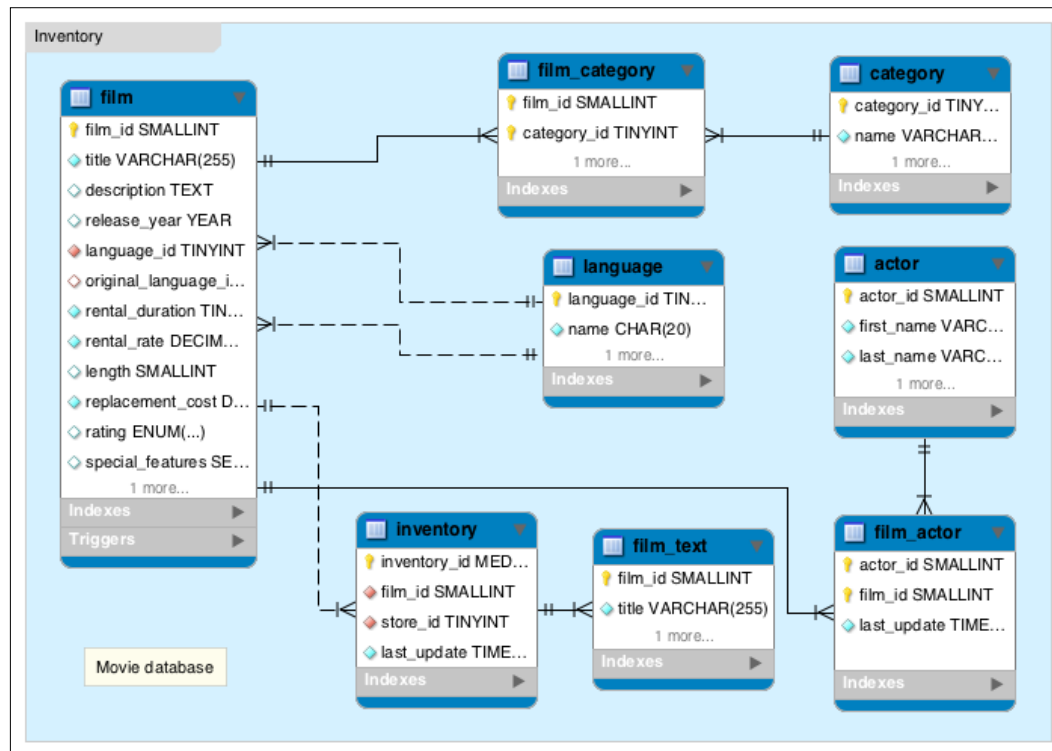 Inventory
film
film_id SMALLINT
title VARCHAR(255)
description TEXT
release_year YEAR
language_id TINYINT
original_language_i...
rental_duration TIN...
rental_rate DECIM...
length SMALLINT
replacement_cost D...
rating ENUM(...)
special_features SE...
1 more...
Indexes
Triggers
film_category
film_id SMALLINT
category_id TINYINT
1 more...
Indexes
category
category_id TINY...
name VARCHAR...
1 more...
Indexes
language
language_id TIN...
name CHAR(20)
1 more...
Indexes
actor
actor_id SMALLINT
first_name VARC...
last_name VARC...
1 more...
Indexes
inventory
inventory_id MED...
film_id SMALLINT
store_id TINYINT
last_update TIME...
Indexes
film_text
film_id SMALLINT
title VARCHAR(255)
1 more...
Indexes
film_actor
actor_id SMALLINT
film_id SMALLINT
last_update TIME...
Indexes
Movie database